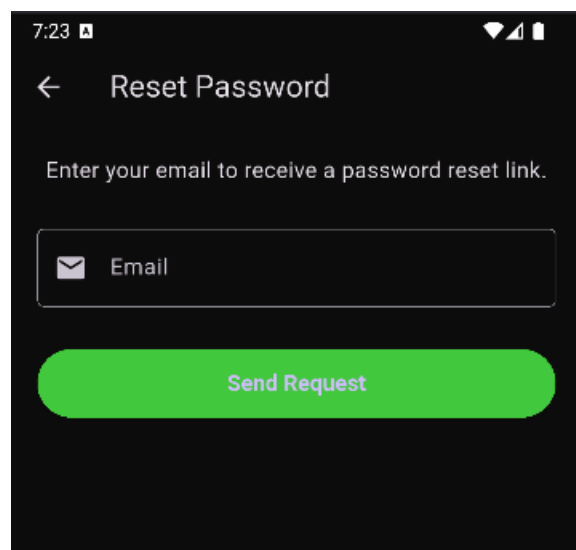 7:23 A
Reset Password
Enter your email to receive a password reset link.
Email
Send Request